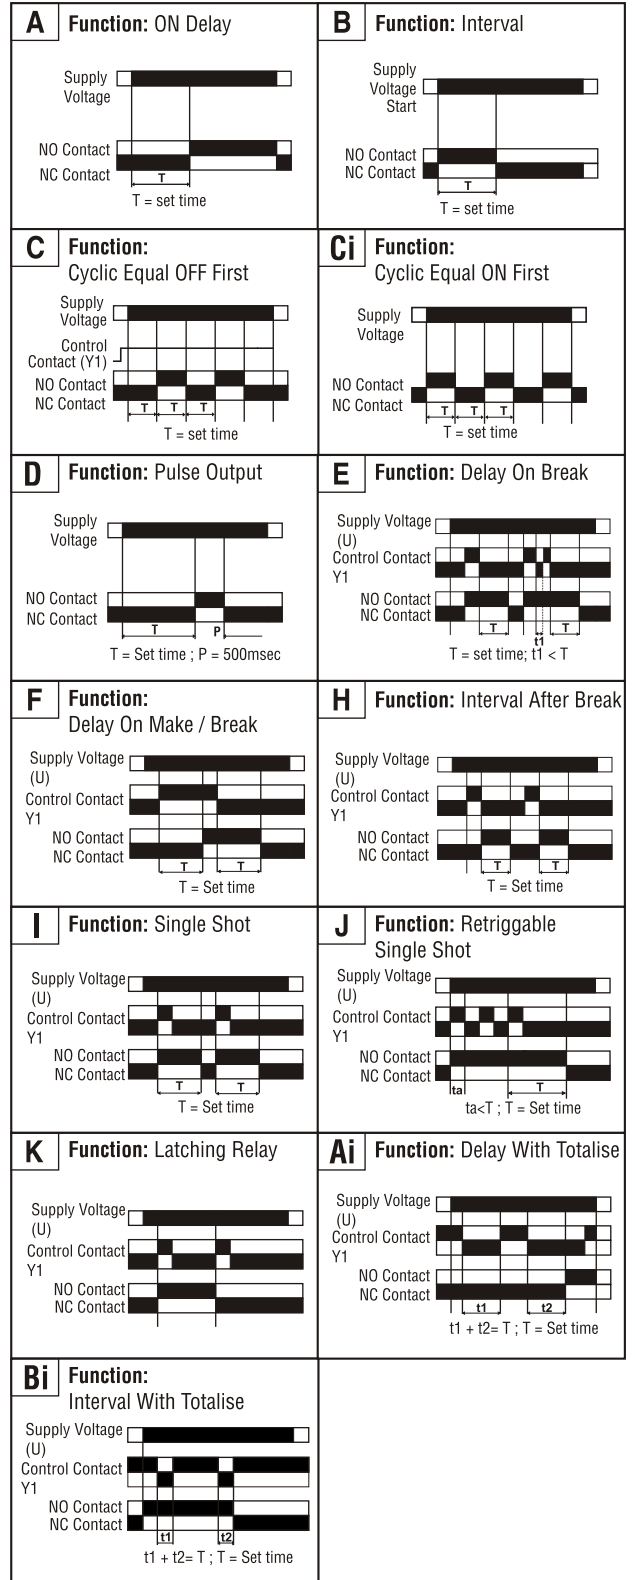 A Function: ON Delay
Supply
Voltage
NO Contact
NC Contact
T
T = set time
B Function: Interval
Supply
Voltage
Start
NO Contact
NC Contact
T
T = set time
C Function:
Cyclic Equal OFF First
Supply
Voltage
Control
Contact (Y1)
NO Contact
NC Contact
T T T
T = set time
Ci Function:
Cyclic Equal ON First
Supply
Voltage
NO Contact
NC Contact
T T T
T = set time
D Function: Pulse Output
Supply
Voltage
NO Contact
NC Contact
T P
T = Set time ; P = 500msec
E Function: Delay On Break
Supply Voltage
(U)
Control Contact
Y1
NO Contact
NC Contact
T t1 T
T = set time; t1 < T
F Function:
Delay On Make / Break
Supply Voltage
(U)
Control Contact
Y1
NO Contact
NC Contact
T T
T = Set time
H Function: Interval After Break
Supply Voltage
(U)
Control Contact
Y1
NO Contact
NC Contact
T T
T = Set time
I Function: Single Shot
Supply Voltage
(U)
Control Contact
Y1
NO Contact
NC Contact
T T
T = Set time
J Function: Retriggable
Single Shot
Supply Voltage
(U)
Control Contact
Y1
NO Contact
NC Contact
ta T
ta<T ; T = Set time
K Function: Latching Relay
Supply Voltage
(U)
Control Contact
Y1
NO Contact
NC Contact
Ai Function: Delay With Totalise
Supply Voltage
(U)
Control Contact
Y1
NO Contact
NC Contact
t1 t2
t1 + t2= T ; T = Set time
Bi Function:
Interval With Totalise
Supply Voltage
(U)
Control Contact
Y1
NO Contact
NC Contact
t1 t2
t1 + t2= T ; T = Set time